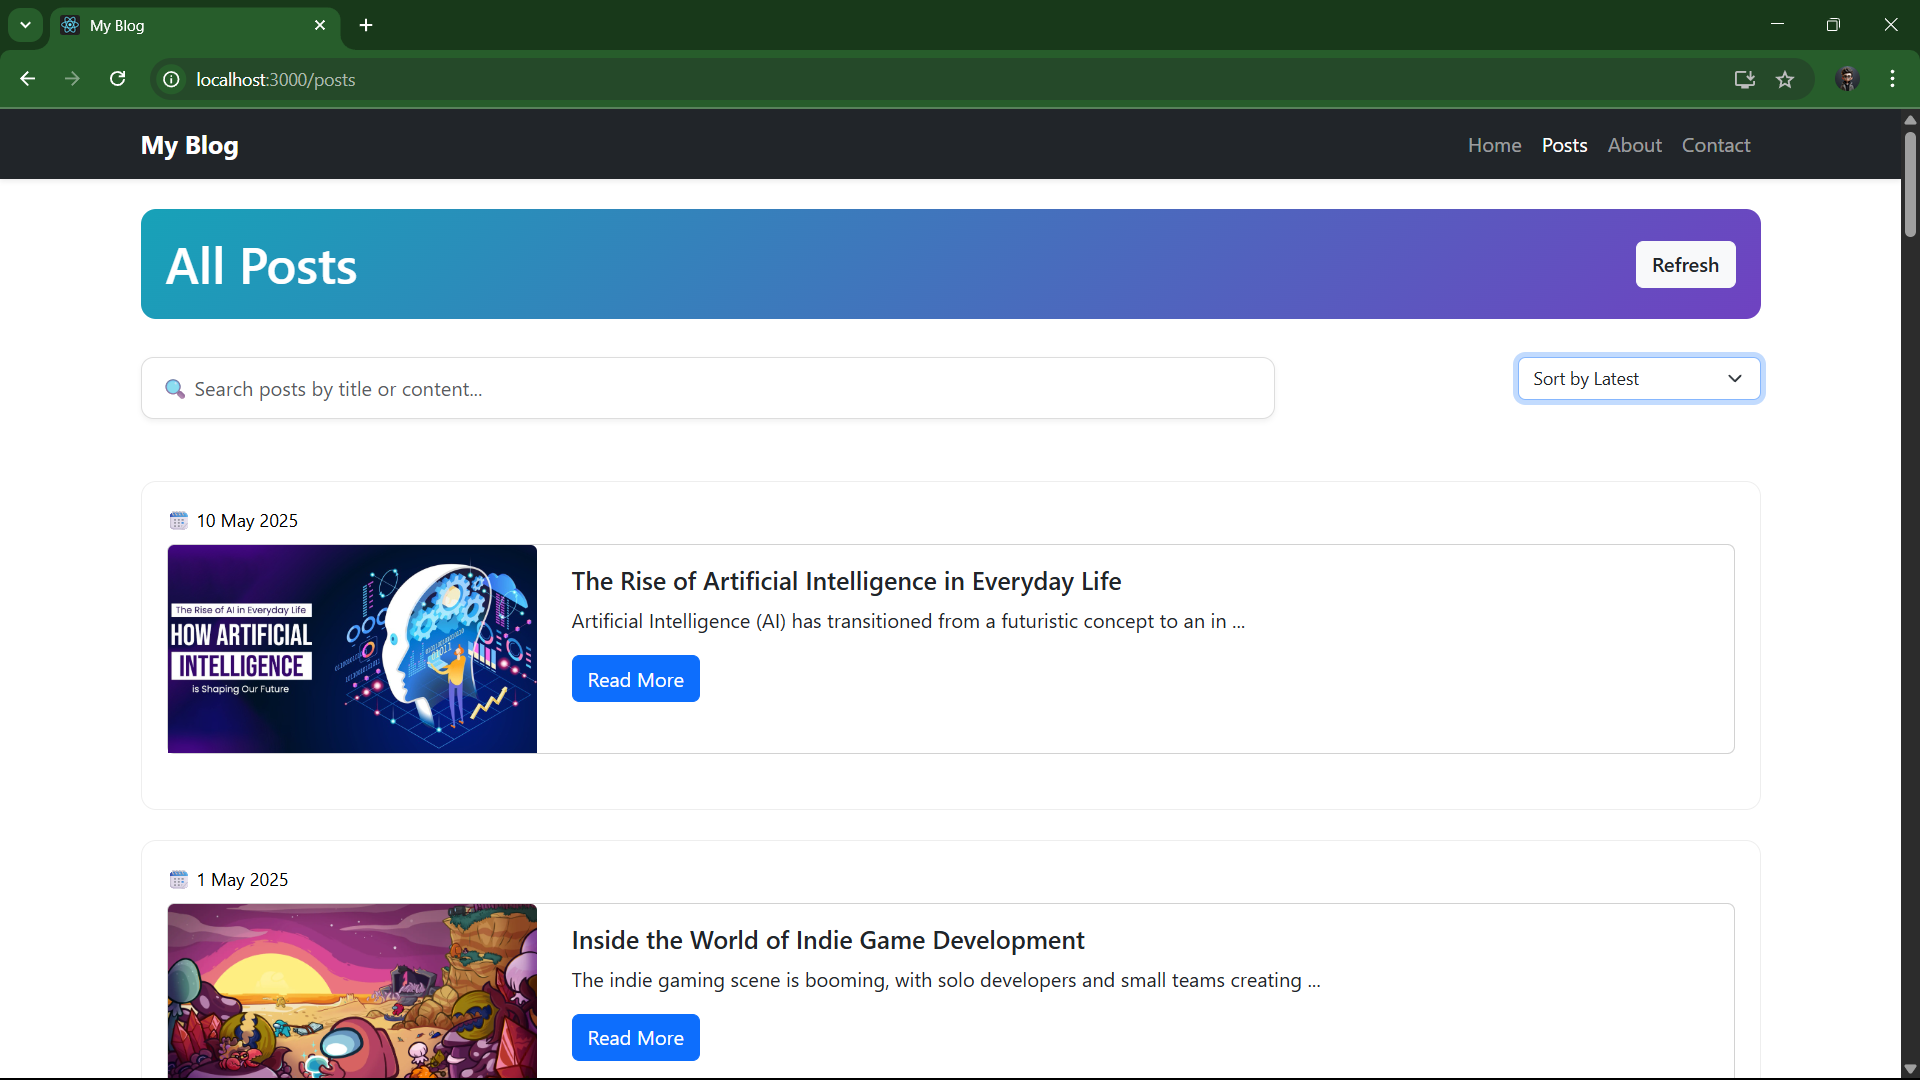 My Blog
localhost:3000/posts
My Blog
Home Posts About Contact
All Posts
Refresh
Search posts by title or content...
Sort by Latest
10 May 2025
The Rise of AI in Everyday Life
HOW ARTIFICIAL
INTELLIGENCE
is Shaping Our Future
The Rise of Artificial Intelligence in Everyday Life
Artificial Intelligence (AI) has transitioned from a futuristic concept to an in ...
Read More
1 May 2025
Inside the World of Indie Game Development
The indie gaming scene is booming, with solo developers and small teams creating ...
Read More